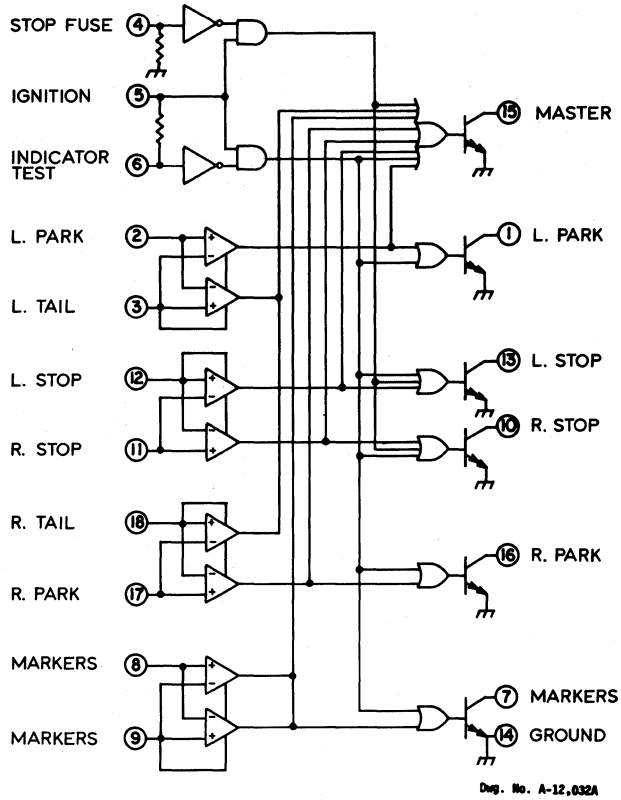 STOP FUSE 4
IGNITION 5
15 MASTER
INDICATOR
TEST 6
L. PARK 2 + −
1 L. PARK
− +
L. TAIL 3
L. STOP 12 + −
13 L. STOP
− +
R. STOP 11
10 R. STOP
R. TAIL 18 + −
16 R. PARK
− +
R. PARK 17
MARKERS 8 + −
7 MARKERS
− +
MARKERS 9
14 GROUND
Dwg. No. A-12,032A